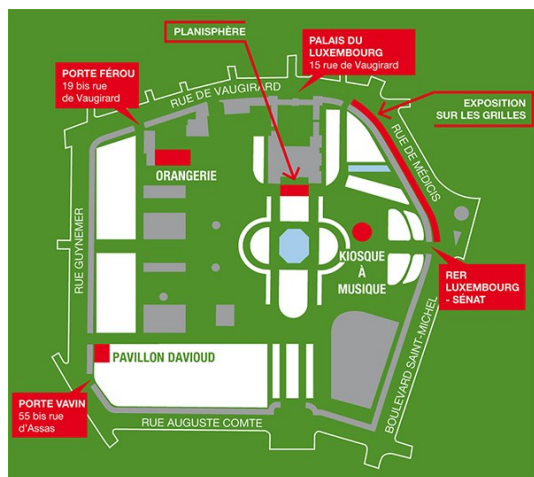 PLANISPHÈRE
PALAIS DU
LUXEMBOURG
15 rue de Vaugirard
PORTE FÉROU
19 bis rue
de Vaugirard
RUE DE VAUGIRARD
EXPOSITION
SUR LES GRILLES
RUE DE MÉDICIS
ORANGERIE
RUE GUYNEMER
KIOSQUE
À
MUSIQUE
RER
LUXEMBOURG
- SÉNAT
BOULEVARD SAINT-MICHEL
PAVILLON DAVIOUD
PORTE VAVIN
55 bis rue
d'Assas
RUE AUGUSTE COMTE